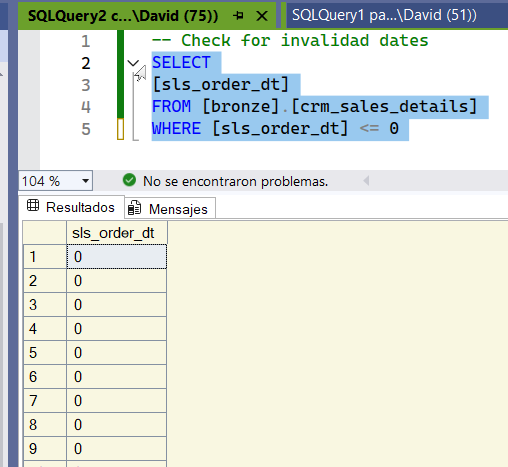 SQLQuery2 c...\David (75))
SQLQuery1 pa...\David (51))
1 -- Check for invalidad dates
2 SELECT
3 [sls_order_dt]
4 FROM [bronze].[crm_sales_details]
5 WHERE [sls_order_dt] <= 0
104 %
No se encontraron problemas.
Resultados
Mensajes
sls_order_dt
1 0
2 0
3 0
4 0
5 0
6 0
7 0
8 0
9 0